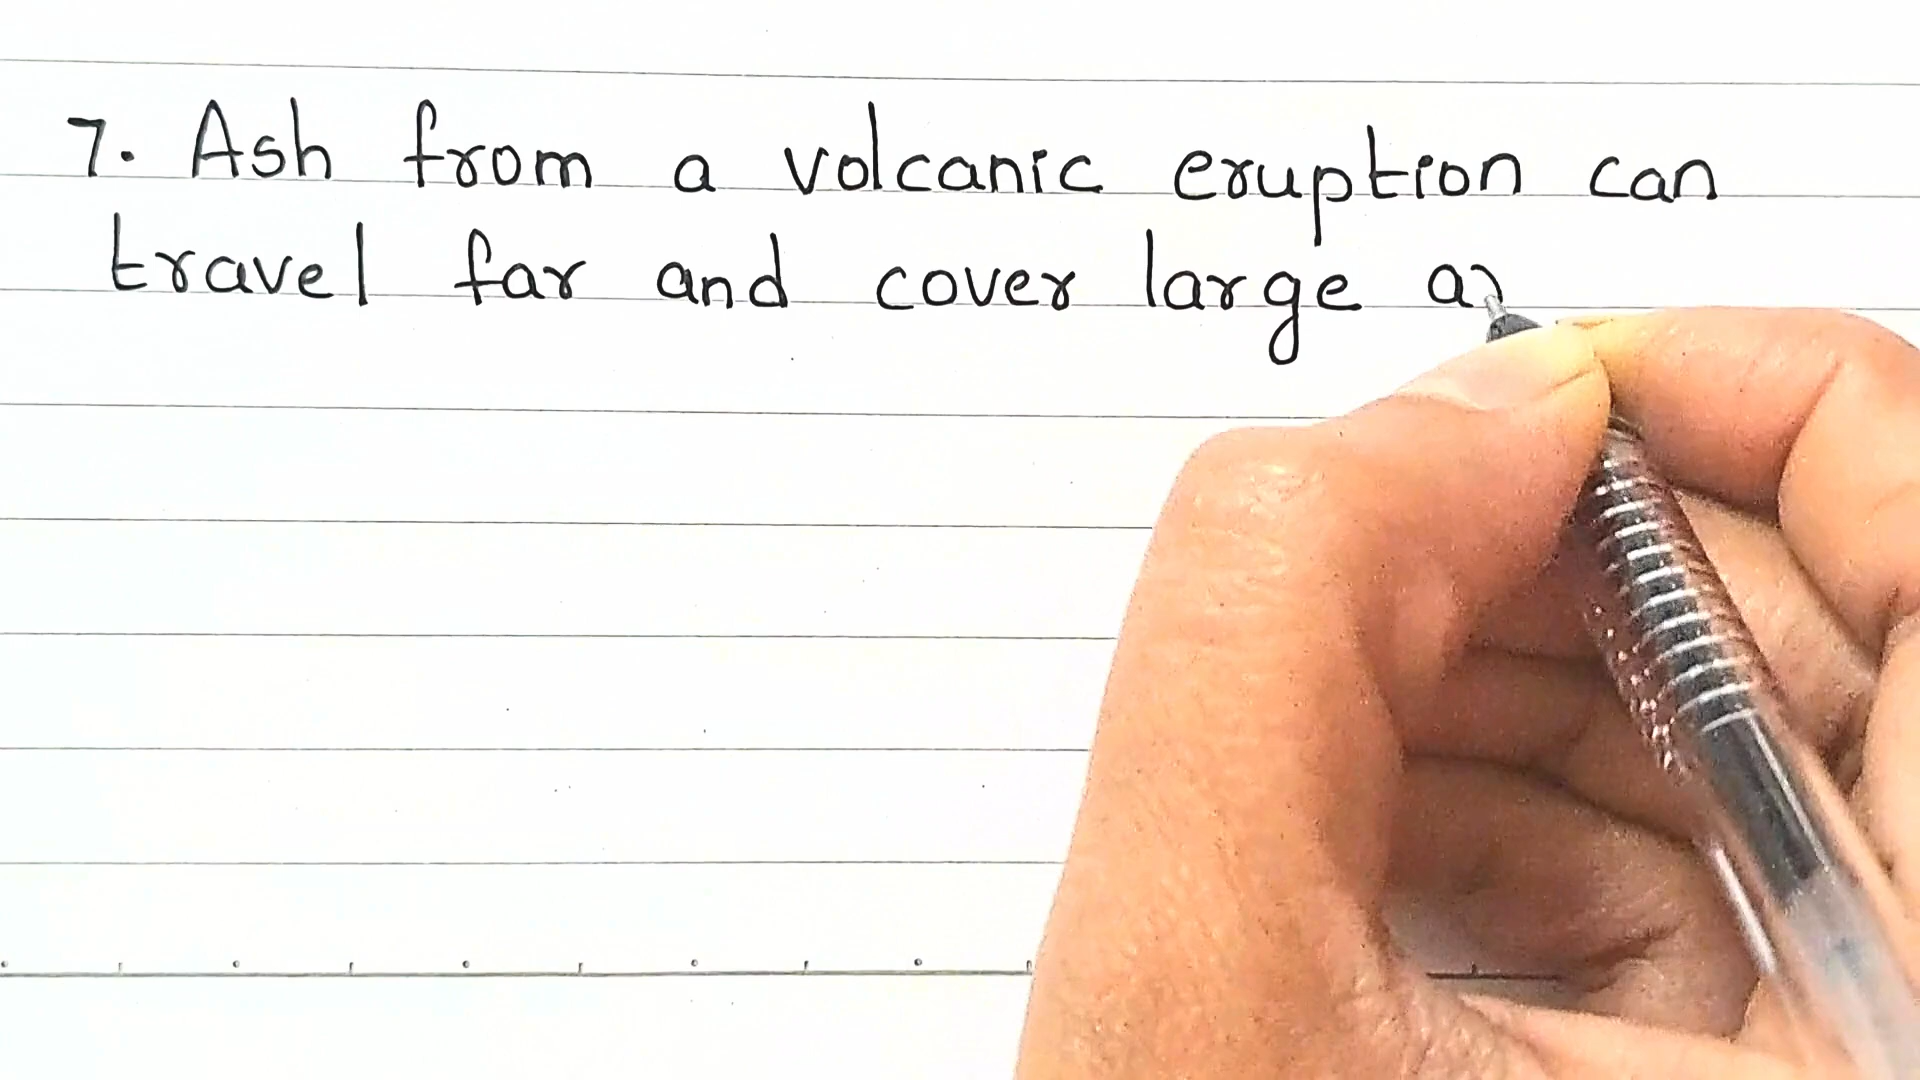 7. Ash from a volcanic eruption can
travel far and cover large